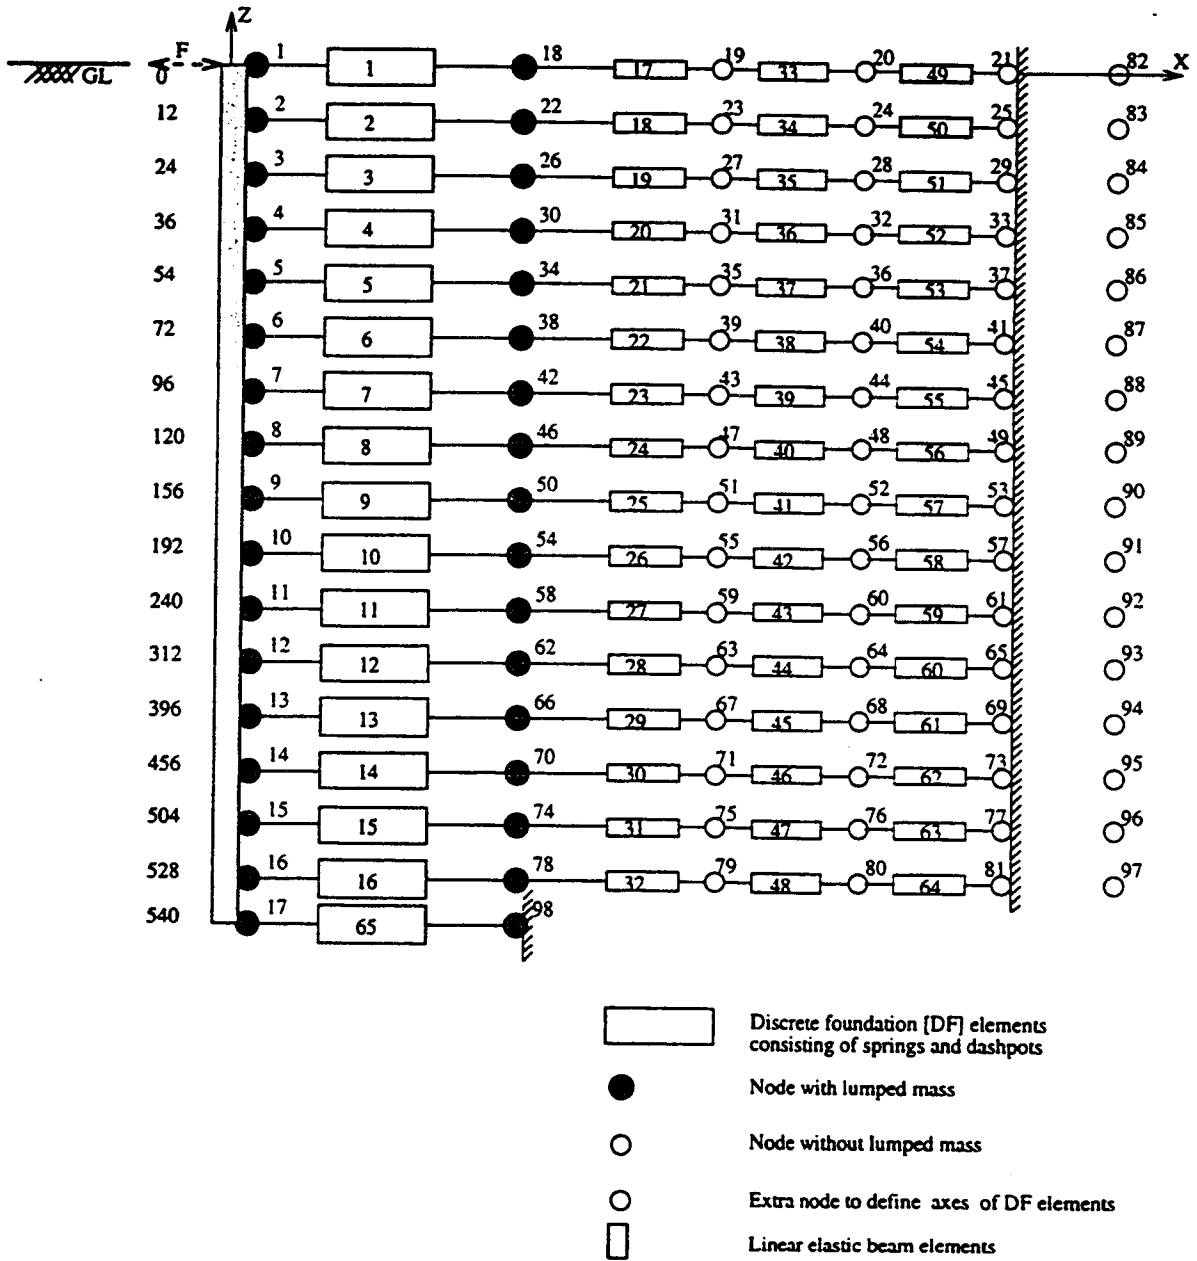 Z
F
GL
0 1 1 18 17 19 33 20 49 21 82 X
12 2 2 22 18 23 34 24 50 25 83
24 3 3 26 19 27 35 28 51 29 84
36 4 4 30 20 31 36 32 52 33 85
54 5 5 34 21 35 37 36 53 37 86
72 6 6 38 22 39 38 40 54 41 87
96 7 7 42 23 43 39 44 55 45 88
120 8 8 46 24 47 40 48 56 49 89
156 9 9 50 25 51 41 52 57 53 90
192 10 10 54 26 55 42 56 58 57 91
240 11 11 58 27 59 43 60 59 61 92
312 12 12 62 28 63 44 64 60 65 93
396 13 13 66 29 67 45 68 61 69 94
456 14 14 70 30 71 46 72 62 73 95
504 15 15 74 31 75 47 76 63 77 96
528 16 16 78 32 79 48 80 64 81 97
540 17 65 98
Discrete foundation [DF] elements
consisting of springs and dashpots
Node with lumped mass
Node without lumped mass
Extra node to define axes of DF elements
Linear elastic beam elements